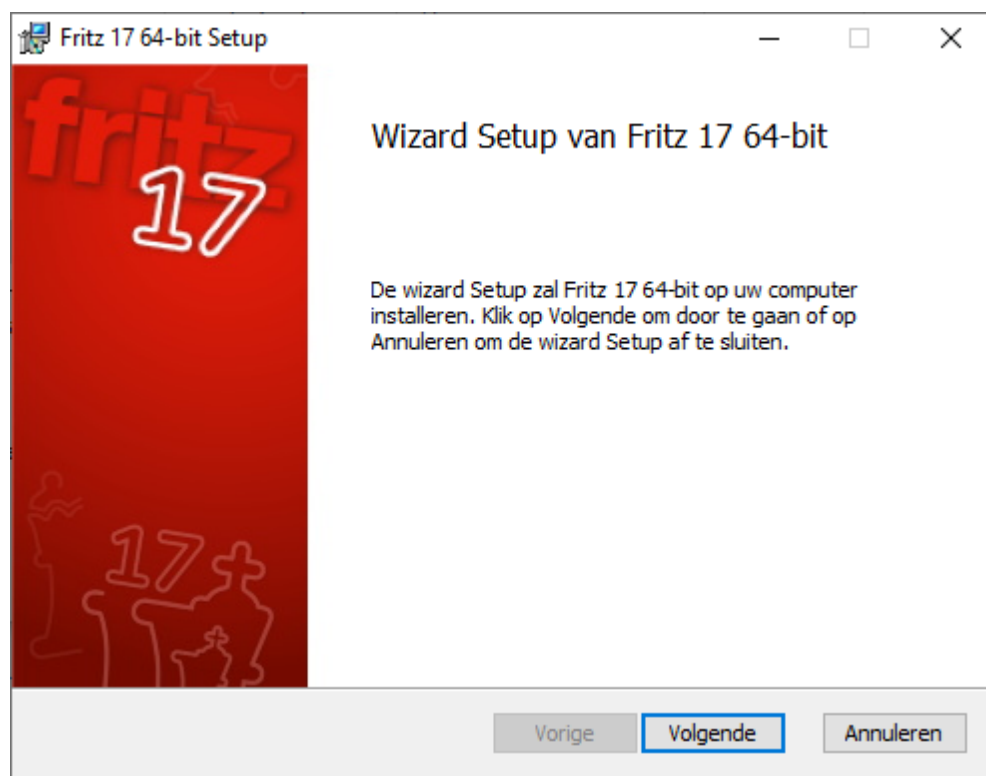 Fritz 17 64-bit Setup
fritz
17
Wizard Setup van Fritz 17 64-bit
De wizard Setup zal Fritz 17 64-bit op uw computer
installeren. Klik op Volgende om door te gaan of op
Annuleren om de wizard Setup af te sluiten.
17
Vorige
Volgende
Annuleren